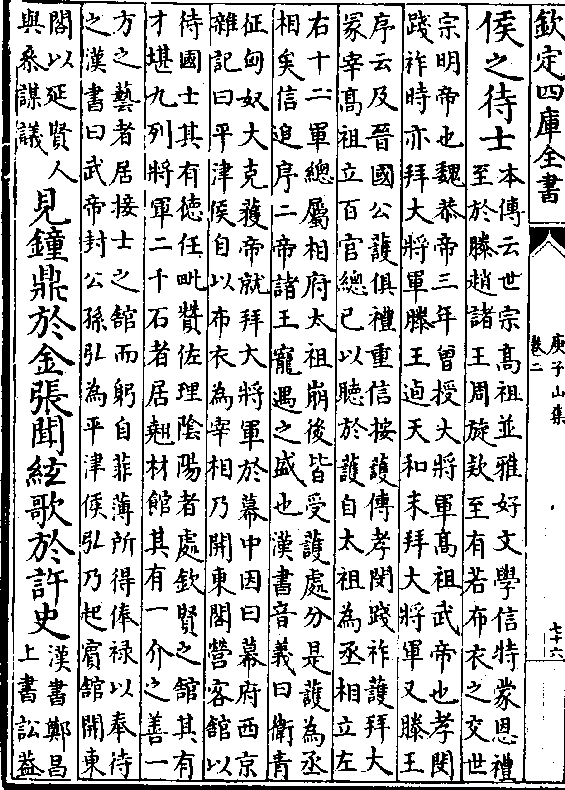 欽定四庫全書
庾子山集
卷二
七十六
侯之待士
本傳云世宗髙祖並雅好文學信特蒙恩禮
至於滕趙諸王周旋欵至有若布衣之交世
宗明帝也魏恭帝三年曾授大將軍髙祖武帝也孝閔
踐祚時亦拜大將軍滕王逌天和末拜大將軍又滕王
序云及晉國公護俱禮重信按護傳孝閔踐祚護拜大
冢宰髙祖立百官總已以聽於護自太祖為丞相立左
右十二軍總屬相府太祖崩後皆受護處分是護為丞
相矣信迨序二帝諸王寵遇之盛也漢書音義曰衛青
征匈奴大克獲帝就拜大將軍於幕中因曰幕府西京
雜記曰平津侯自以布衣為宰相乃開東閤營客館以
待國士其有徳任毗贊佐理隂陽者處欽賢之館其有
才堪九列將軍二千石者居翹材館其有一介之善一
方之藝者居接士之館而躬自菲薄所得俸禄以奉待
之漢書曰武帝封公孫弘為平津侯弘乃起賔館開東
閤以延賢人
與叅謀議
見鐘鼎於金張聞絃歌於許史
漢書鄭昌
上書訟葢